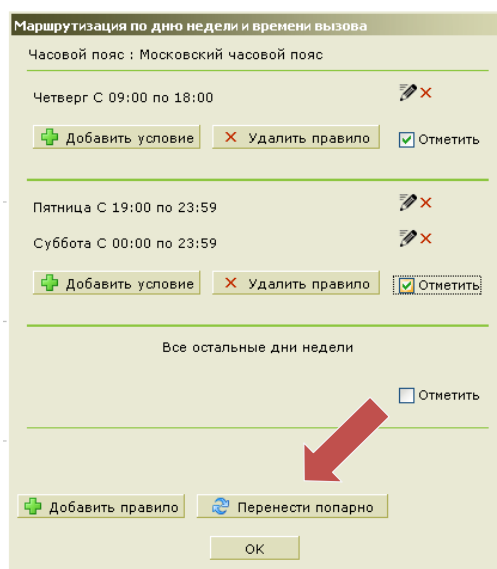 Маршрутизация по дню недели и времени вызова
Часовой пояс : Московский часовой пояс
Четверг С 09:00 по 18:00
Добавить условие Удалить правило Отметить
Пятница С 19:00 по 23:59
Суббота С 00:00 по 23:59
Добавить условие Удалить правило Отметить
Все остальные дни недели
Отметить
Добавить правило Перенести попарно
OK